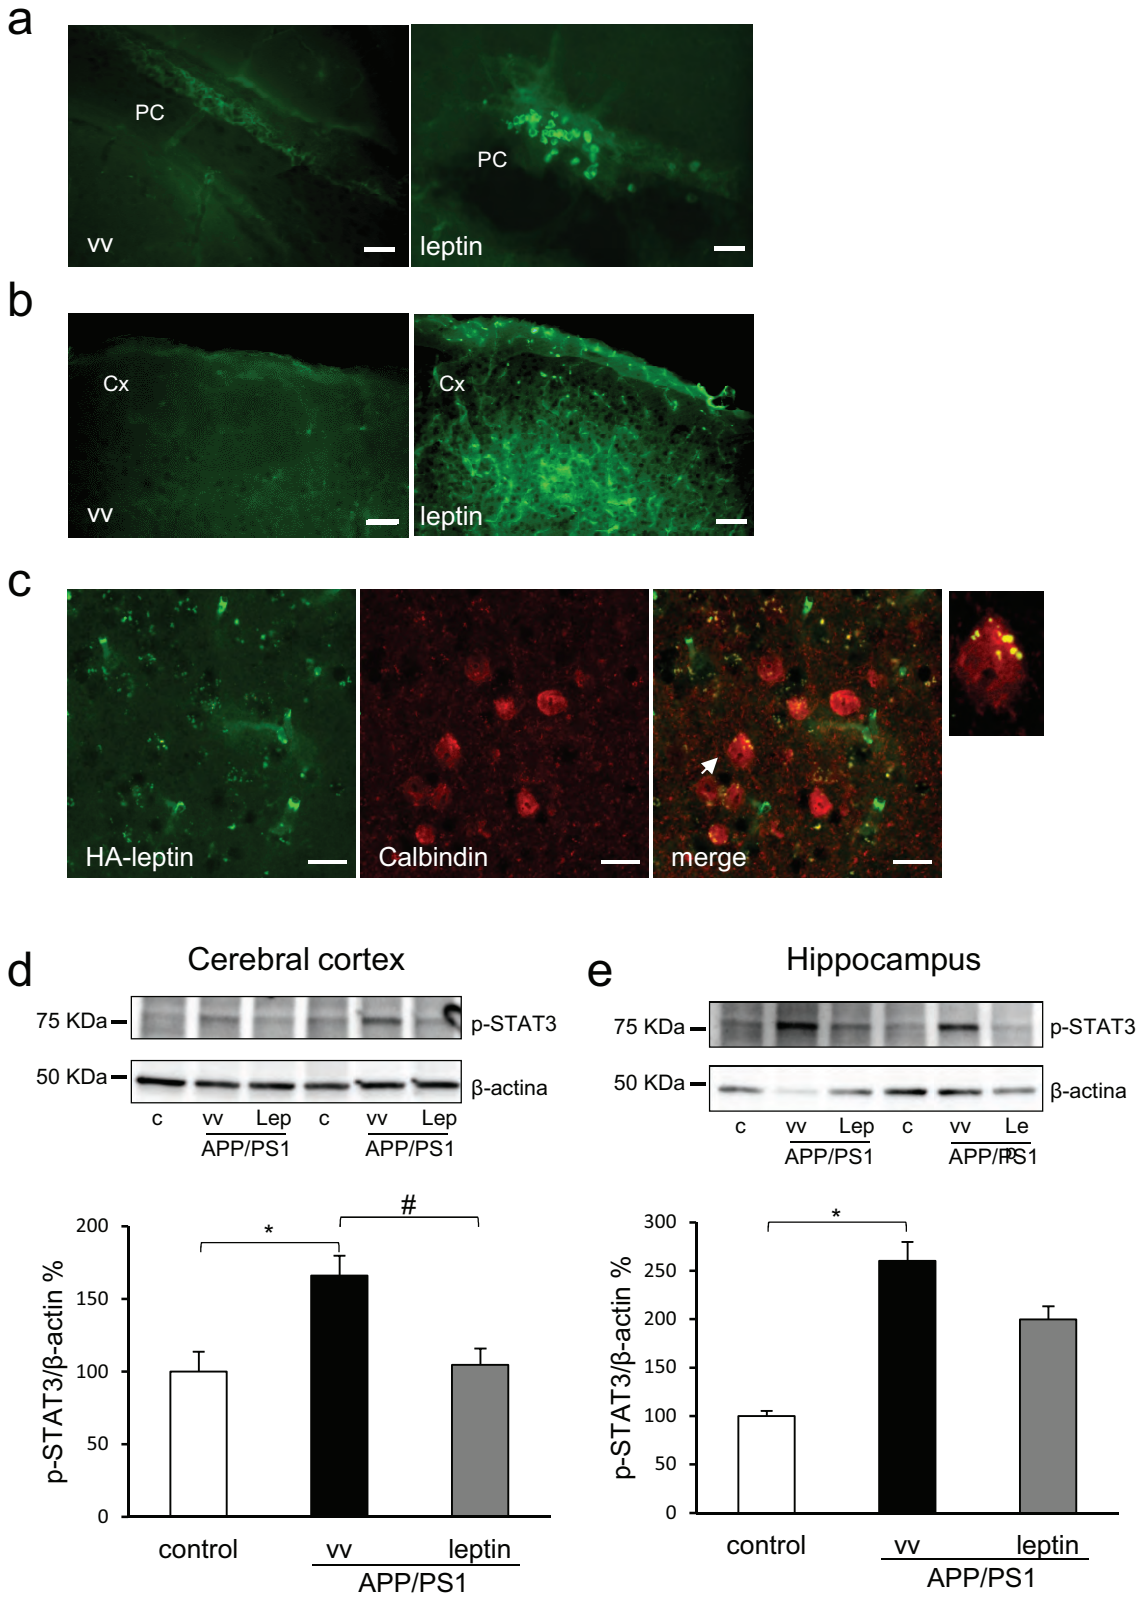 a
PC
vv
PC
leptin
b
Cx
vv
Cx
leptin
c
HA-leptin
Calbindin
merge
d
Cerebral cortex
75 KDa
p-STAT3
50 KDa
β-actina
c vv Lep c vv Lep
APP/PS1 APP/PS1
p-STAT3/β-actin %
200
150
100
50
0
*
#
control vv leptin
APP/PS1
e
Hippocampus
75 KDa
p-STAT3
50 KDa
β-actina
c vv Lep c vv Le
p
APP/PS1 APP/PS1
p-STAT3/β-actin %
300
250
200
150
100
50
0
*
control vv leptin
APP/PS1